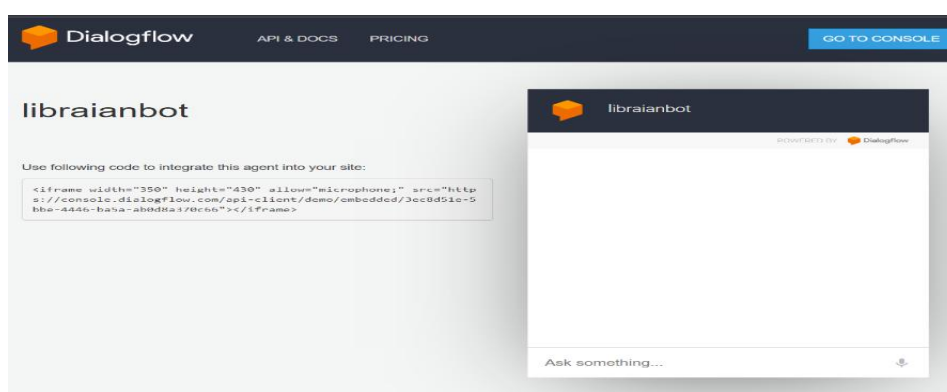 Dialogflow API & DOCS PRICING GO TO CONSOLE
libraianbot
Use following code to integrate this agent into your site:
<iframe width="350" height="430" allow="microphone;" src="http
s://console.dialogflow.com/api-client/demo/embedded/3ec8d51e-5
bbe-4446-ba5a-ab0d8a370c66"></iframe>
libraianbot
POWERED BY Dialogflow
Ask something...